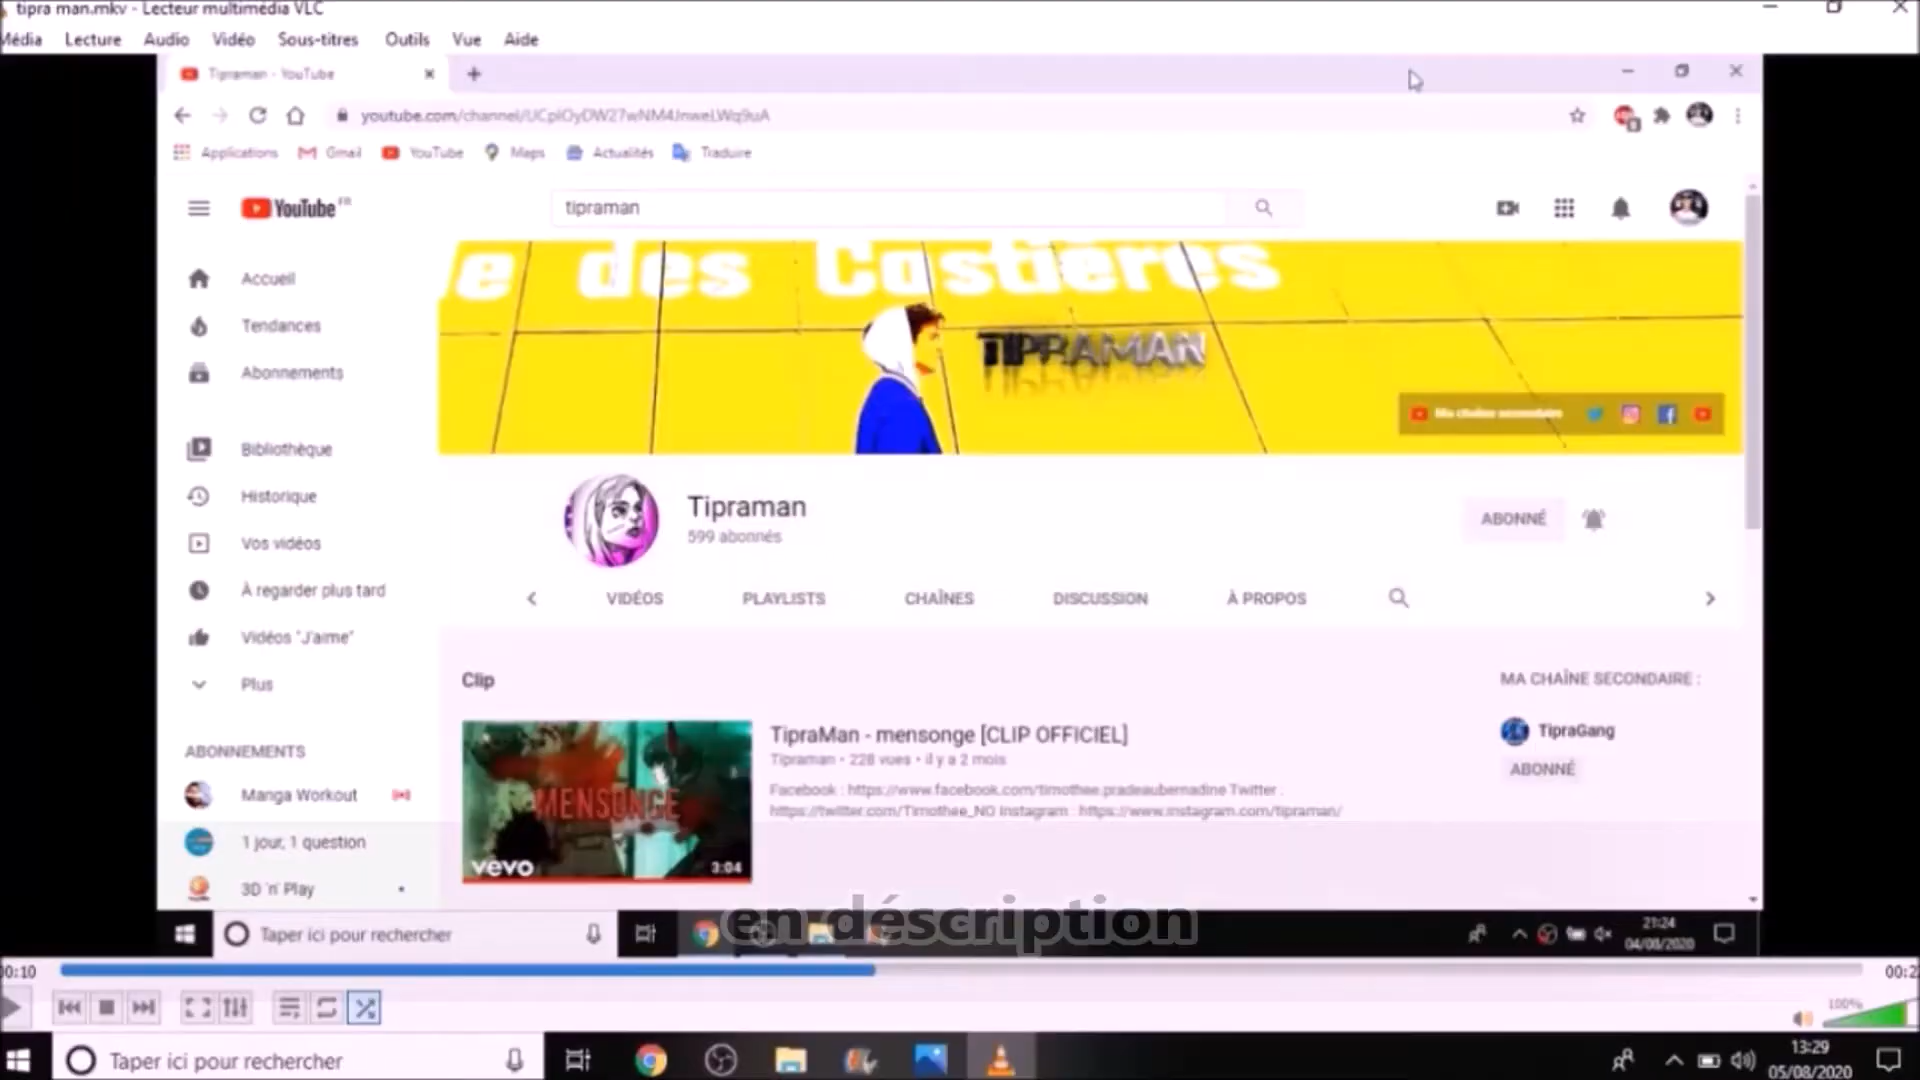 tipra man.mkv - Lecteur multimédia VLC
Média Lecture Audio Vidéo Sous-titres Outils Vue Aide
Tipraman - YouTube
youtube.com/channel/UCplOyDW27wNM4JnweLWq9uA
Applications Gmail YouTube Maps Actualités Traduire
YouTube FR
tipraman
Accueil
Tendances
Abonnements
Bibliothèque
Historique
Vos vidéos
À regarder plus tard
Vidéos "J'aime"
Plus
ABONNEMENTS
Manga Workout
1 jour, 1 question
3D 'n' Play
e des Costières
TIPRAMAN
Ma chaîne secondaire
Tipraman
599 abonnés
ABONNÉ
VIDÉOS PLAYLISTS CHAÎNES DISCUSSION À PROPOS
Clip
MENSONGE
vevo
3:04
TipraMan - mensonge [CLIP OFFICIEL]
Tipraman • 228 vues • il y a 2 mois
Facebook : https://www.facebook.com/timothee.pradeaubernadine Twitter :
https://twitter.com/Timothee_NO Instagram : https://www.instagram.com/tipraman/
MA CHAÎNE SECONDAIRE :
TipraGang
ABONNÉ
en déscription
Taper ici pour rechercher
21:24
04/08/2020
00:10
00:2
100%
Taper ici pour rechercher
13:29
05/08/2020